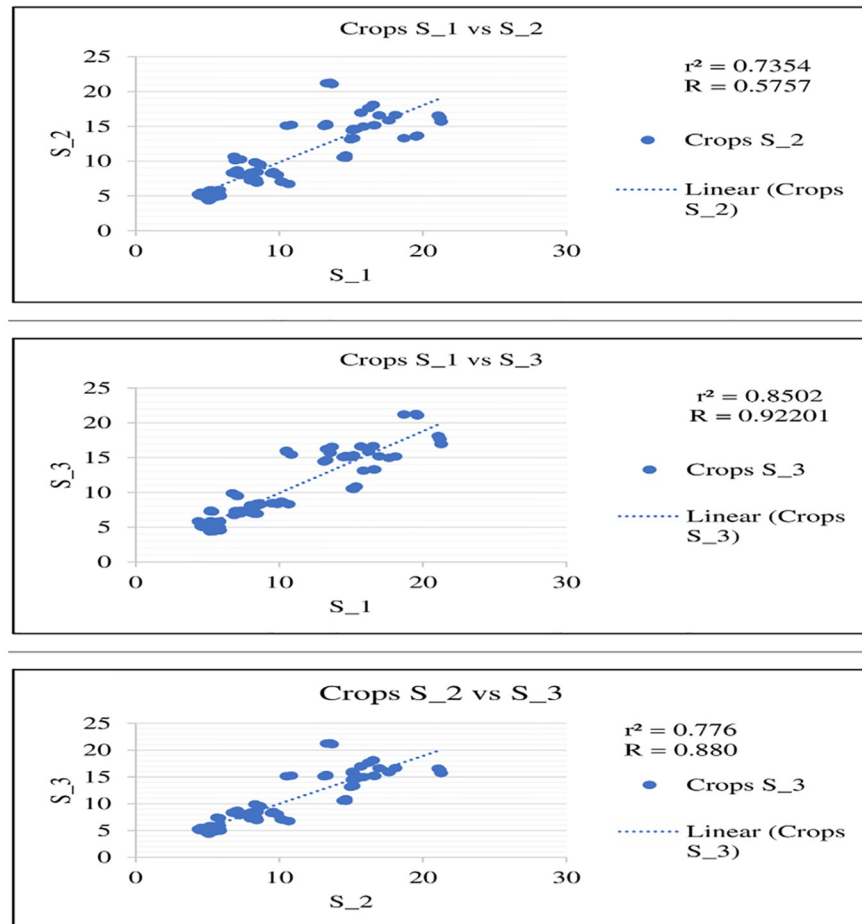 Crops S_1 vs S_2
r² = 0.7354
R = 0.5757
25
20
15
10
5
0
S_2
0 10 20 30
S_1
Crops S_2
Linear (Crops
S_2)
Crops S_1 vs S_3
r² = 0.8502
R = 0.92201
25
20
15
10
5
0
S_3
0 10 20 30
S_1
Crops S_3
Linear (Crops
S_3)
Crops S_2 vs S_3
r² = 0.776
R = 0.880
25
20
15
10
5
0
S_3
0 10 20 30
S_2
Crops S_3
Linear (Crops
S_3)